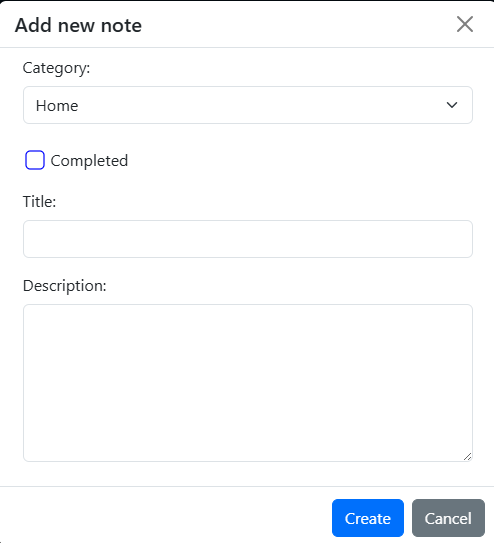 Add new note
Category:
Home
Completed
Title:
Description:
Create Cancel